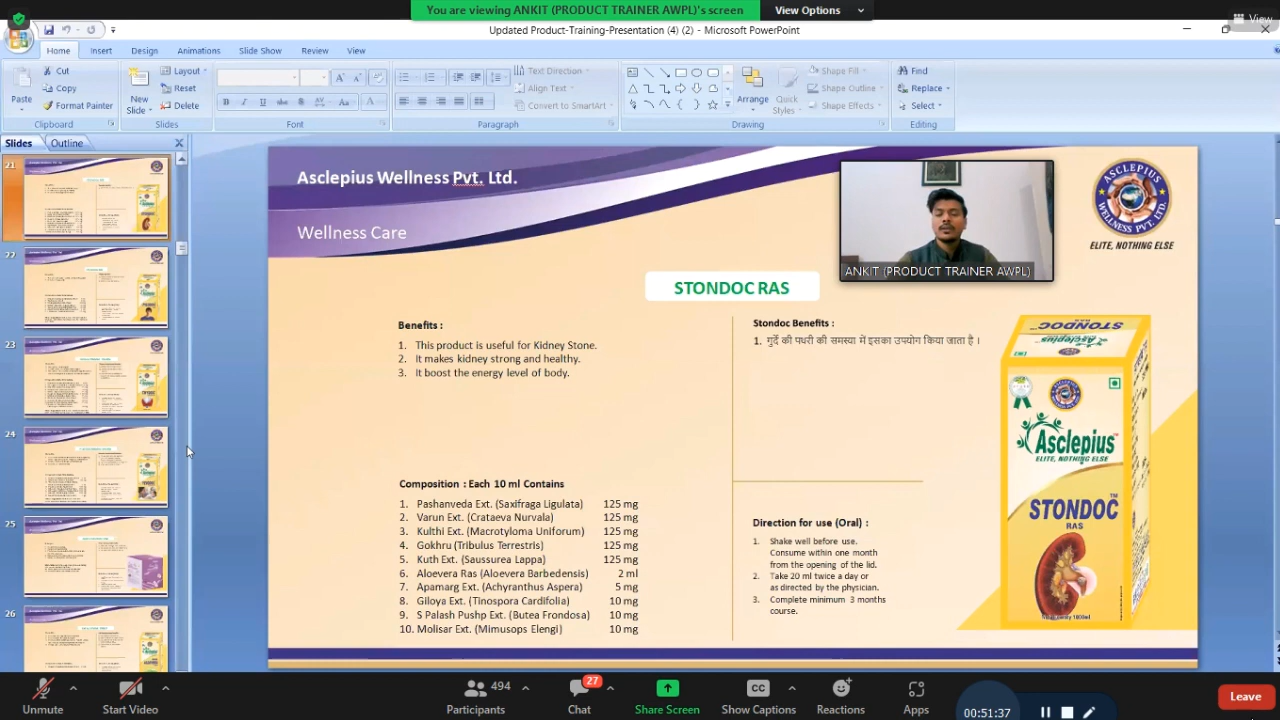 You are viewing ANKIT (PRODUCT TRAINER AWPL)'s screen
View Options
View
Updated Product-Training-Presentation (4) (2) - Microsoft PowerPoint
Home Insert Design Animations Slide Show Review View
Cut
Copy
Format Painter
Paste
Clipboard
New Slide
Layout
Reset
Delete
Slides
Font
Text Direction
Align Text
Convert to SmartArt
Paragraph
Arrange
Quick Styles
Shape Fill
Shape Outline
Shape Effects
Drawing
Find
Replace
Select
Editing
Slides Outline
21
22
23
24
25
26
Asclepius Wellness Pvt. Ltd.
Wellness Care
ANKIT (PRODUCT TRAINER AWPL)
ASCLEPIUS
WELLNESS PVT. LTD.
ELITE, NOTHING ELSE
STONDOC RAS
Benefits :
1. This product is useful for Kidney Stone.
2. It makes kidney strong and healthy.
3. It boost the energy level of body.
Stondoc Benefits :
1. गुर्दे की पथरी की समस्या में इसका उपयोग किया जाता है ।
Composition : Each 10 ml Contains
1. Pashanveda Ext. (Saxifraga Ligulata) 125 mg
2. Varun Ext. (Crataeva Nurvala) 125 mg
3. Kulthi Ext. (Macrotyloma Uniforum) 125 mg
4. Gokhru (Tribulus Terrestris) 125 mg
5. Kuth Ext. (Saussurea Lappa) 125 mg
6. Aloevera Ras (Aloevera Barbedensis) 2 ml
7. Apamarg Ext. (Achyranthus Aspera) 5 mg
8. Giloya Ext. (Tinospora Cardifolia) 10 mg
9. S Palash Pushp Ext. (Butea Frondosa) 10 mg
10. Molisar Ext. (Mimusops Elengi) 10 mg
Direction for use (Oral) :
1. Shake well before use.
Consume within one month
from the opening of the lid.
2. Take 20 ml twice a day or
as directed by the physician.
3. Complete minimum 3 months
course.
STONDOC
Asclepius
ELITE, NOTHING ELSE
STONDOC™
RAS
Unmute
Start Video
494
Participants
27
Chat
Share Screen
CC
Show Captions
Reactions
Apps
00:51:37
Leave